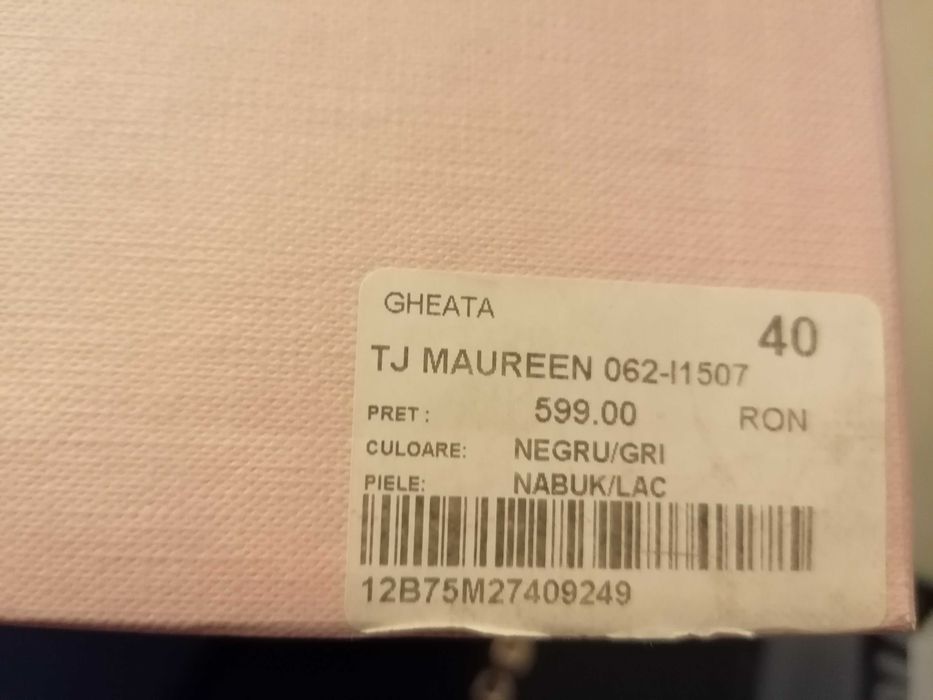 GHEATA
40
TJ MAUREEN 062-I1507
PRET : 599.00 RON
CULOARE: NEGRU/GRI
PIELE: NABUK/LAC
12B75M27409249